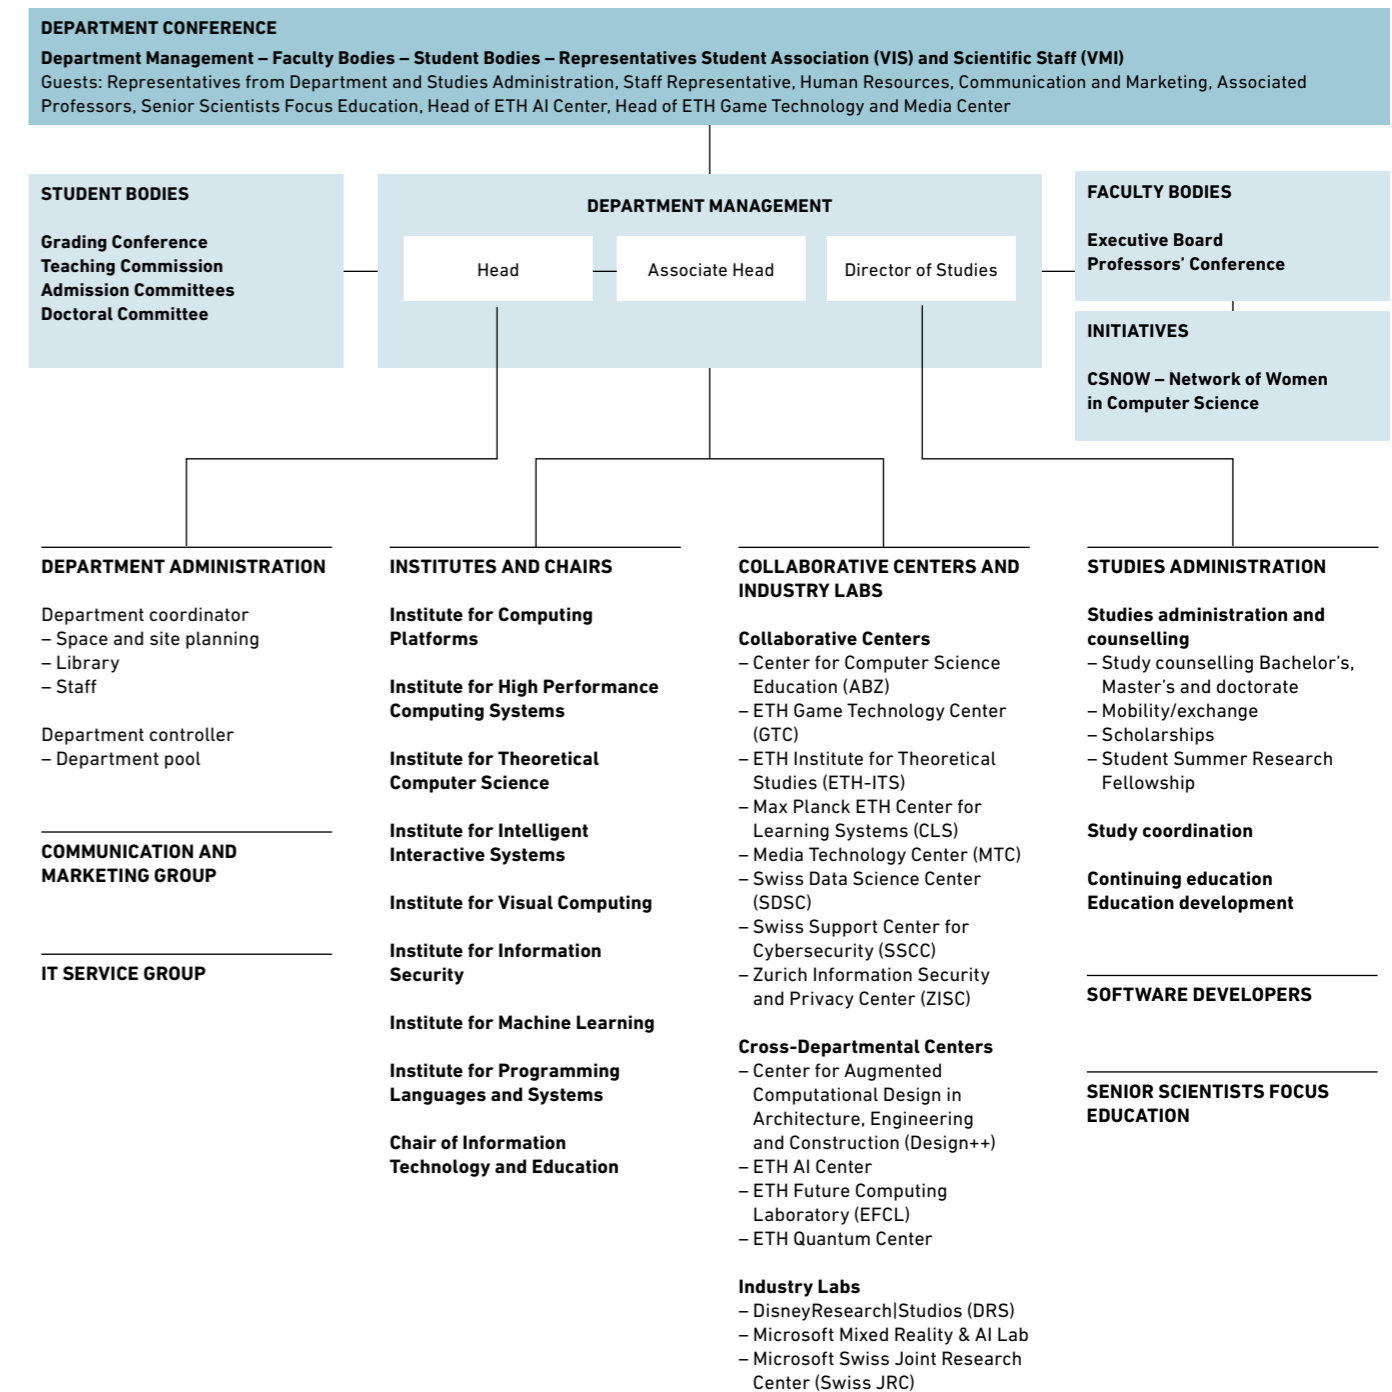 DEPARTMENT CONFERENCE
Department Management – Faculty Bodies – Student Bodies – Representatives Student Association (VIS) and Scientific Staff (VMI)
Guests: Representatives from Department and Studies Administration, Staff Representative, Human Resources, Communication and Marketing, Associated
Professors, Senior Scientists Focus Education, Head of ETH AI Center, Head of ETH Game Technology and Media Center
STUDENT BODIES
Grading Conference
Teaching Commission
Admission Committees
Doctoral Committee
DEPARTMENT MANAGEMENT
Head
Associate Head
Director of Studies
FACULTY BODIES
Executive Board
Professors’ Conference
INITIATIVES
CSNOW – Network of Women
in Computer Science
DEPARTMENT ADMINISTRATION
Department coordinator
– Space and site planning
– Library
– Staff
Department controller
– Department pool
COMMUNICATION AND
MARKETING GROUP
IT SERVICE GROUP
INSTITUTES AND CHAIRS
Institute for Computing
Platforms
Institute for High Performance
Computing Systems
Institute for Theoretical
Computer Science
Institute for Intelligent
Interactive Systems
Institute for Visual Computing
Institute for Information
Security
Institute for Machine Learning
Institute for Programming
Languages and Systems
Chair of Information
Technology and Education
COLLABORATIVE CENTERS AND
INDUSTRY LABS
Collaborative Centers
– Center for Computer Science
Education (ABZ)
– ETH Game Technology Center
(GTC)
– ETH Institute for Theoretical
Studies (ETH-ITS)
– Max Planck ETH Center for
Learning Systems (CLS)
– Media Technology Center (MTC)
– Swiss Data Science Center
(SDSC)
– Swiss Support Center for
Cybersecurity (SSCC)
– Zurich Information Security
and Privacy Center (ZISC)
Cross-Departmental Centers
– Center for Augmented
Computational Design in
Architecture, Engineering
and Construction (Design++)
– ETH AI Center
– ETH Future Computing
Laboratory (EFCL)
– ETH Quantum Center
Industry Labs
– DisneyResearch|Studios (DRS)
– Microsoft Mixed Reality & AI Lab
– Microsoft Swiss Joint Research
Center (Swiss JRC)
STUDIES ADMINISTRATION
Studies administration and
counselling
– Study counselling Bachelor’s,
Master’s and doctorate
– Mobility/exchange
– Scholarships
– Student Summer Research
Fellowship
Study coordination
Continuing education
Education development
SOFTWARE DEVELOPERS
SENIOR SCIENTISTS FOCUS
EDUCATION